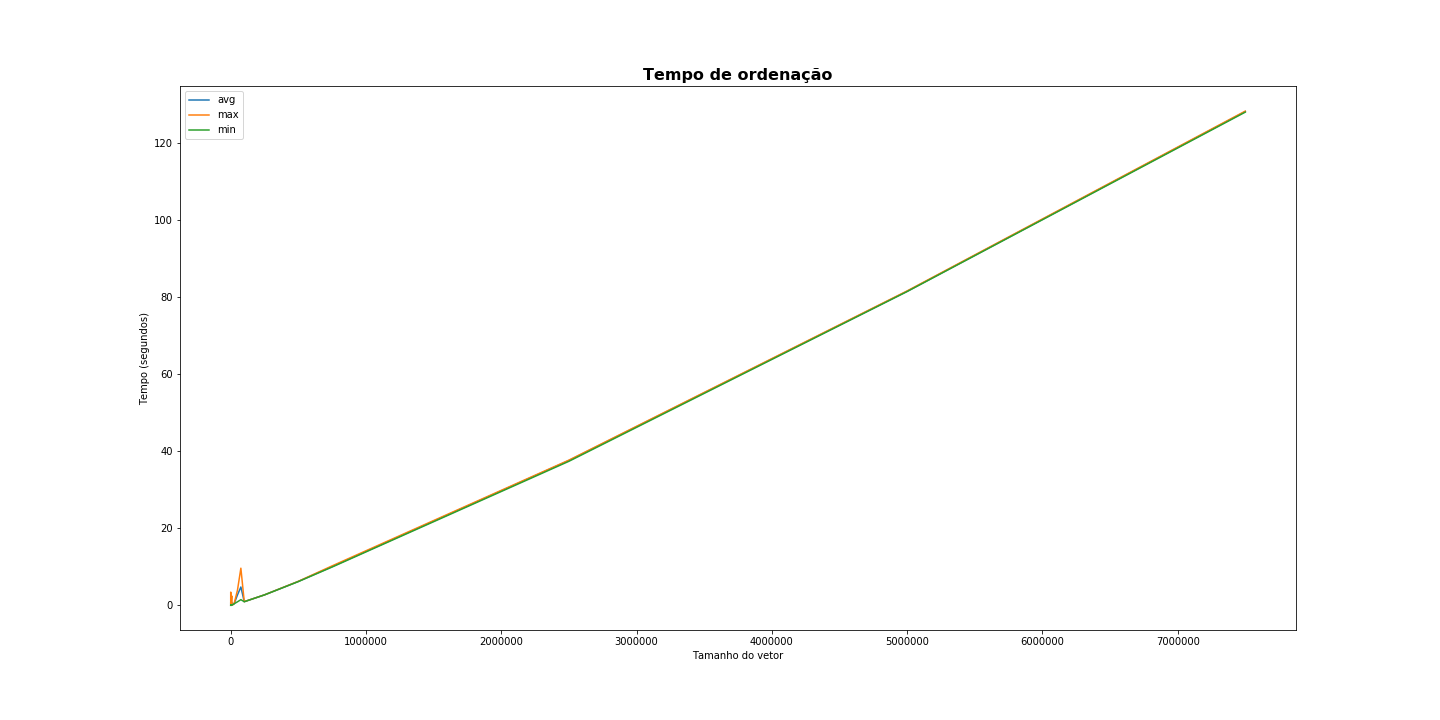 Tempo de ordenação
avg
max
min
Tempo (segundos)
120
100
80
60
40
20
0
0 1000000 2000000 3000000 4000000 5000000 6000000 7000000
Tamanho do vetor